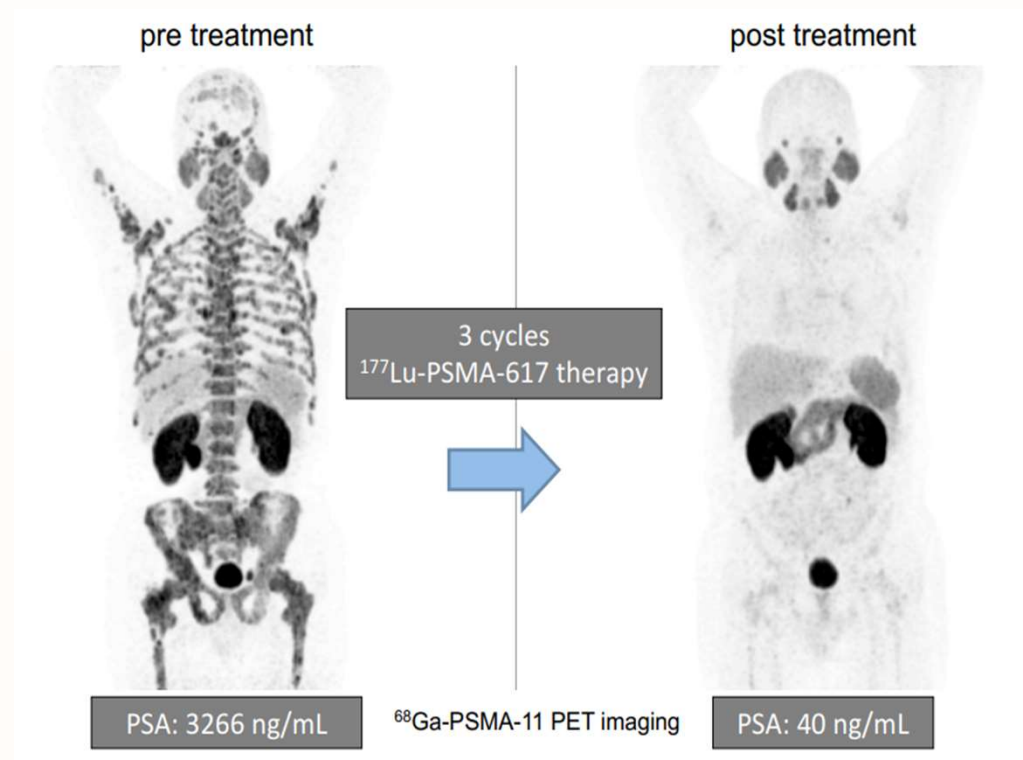 pre treatment
post treatment
3 cycles
¹⁷⁷Lu-PSMA-617 therapy
PSA: 3266 ng/mL
⁶⁸Ga-PSMA-11 PET imaging
PSA: 40 ng/mL